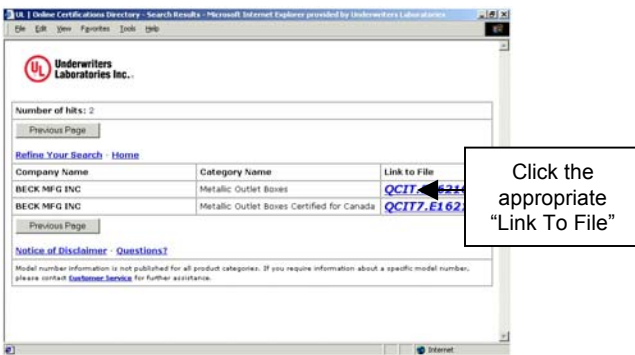 UL | Online Certifications Directory - Search Results - Microsoft Internet Explorer provided by Underwriters Laboratories
File Edit View Favorites Tools Help
UL
Underwriters
Laboratories Inc.
Number of hits: 2
Previous Page
Refine Your Search - Home
Company Name Category Name Link to File
BECK MFG INC Metallic Outlet Boxes
BECK MFG INC Metallic Outlet Boxes Certified for Canada
Previous Page
Notice of Disclaimer - Questions?
Model number information is not published for all product categories. If you require information about a specific model number,
please contact Customer Service for further assistance.
Internet
Click the
appropriate
“Link To File”